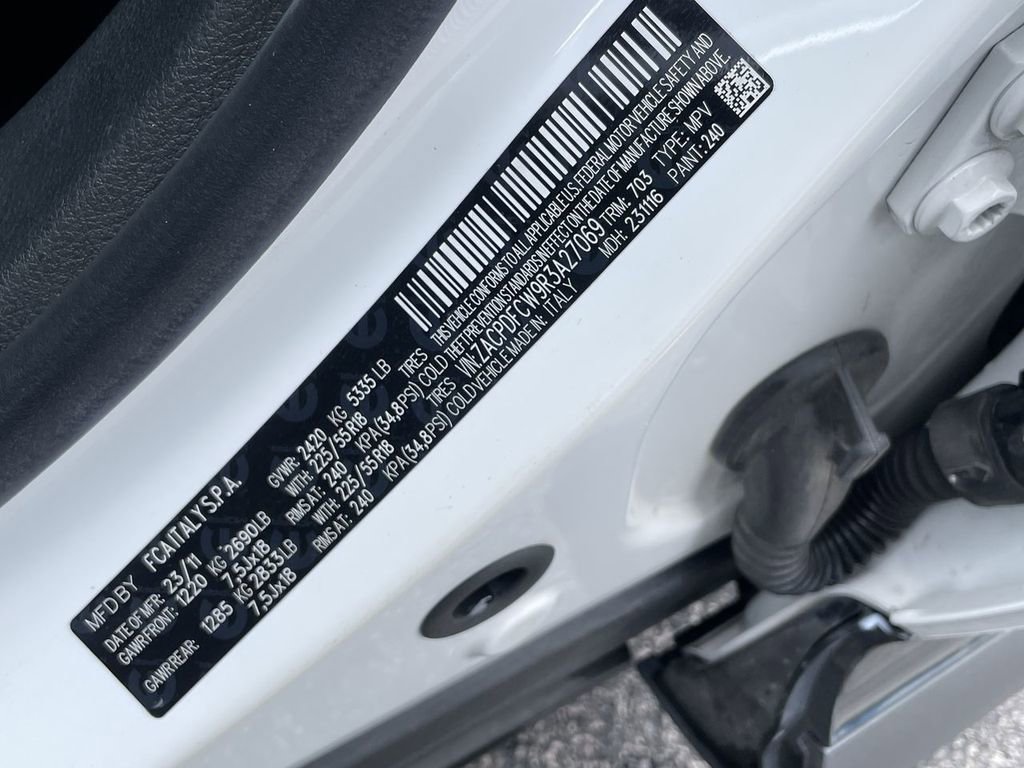 MFD BY FCA ITALY S.P.A.
DATE OF MFR: 23/11 GVWR: 2420 KG 5335 LB
GAWR FRONT: 1220 KG 2690LB WITH: 225/55R18 TIRES
7,5Jx18 RIMS AT: 240 KPA (34,8PSI) COLD
GAWR REAR: 1285 KG 2833LB WITH: 225/55R18 TIRES
7,5Jx18 RIMS AT: 240 KPA (34,8PSI) COLD
THIS VEHICLE CONFORMS TO ALL APPLICABLE U.S. FEDERAL MOTOR VEHICLE SAFETY AND
THEFT PREVENTION STANDARDS IN EFFECT ON THE DATE OF MANUFACTURE SHOWN ABOVE
VIN: ZACPDFCW9R3A27069 TRIM: 703 TYPE: MPV
VEHICLE MADE IN: ITALY MDH: 231116 PAINT: 240